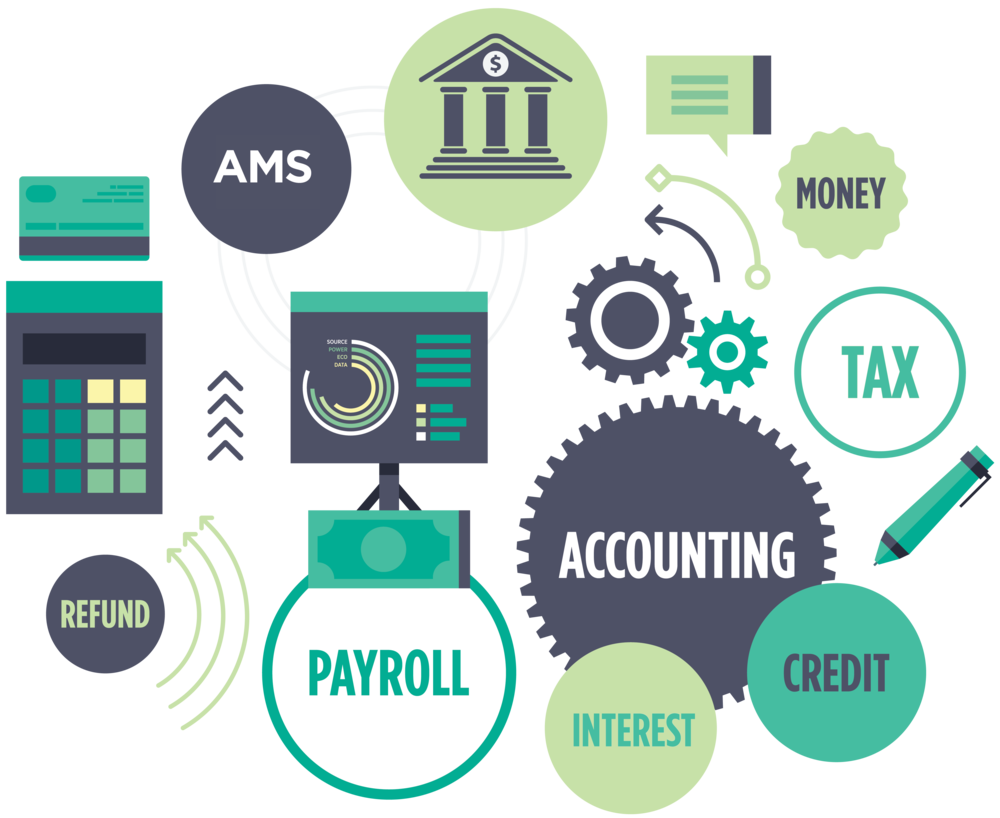 AMS
$
MONEY
SOURCE
POWER
ECO
DATA
TAX
ACCOUNTING
REFUND
PAYROLL
CREDIT
INTEREST